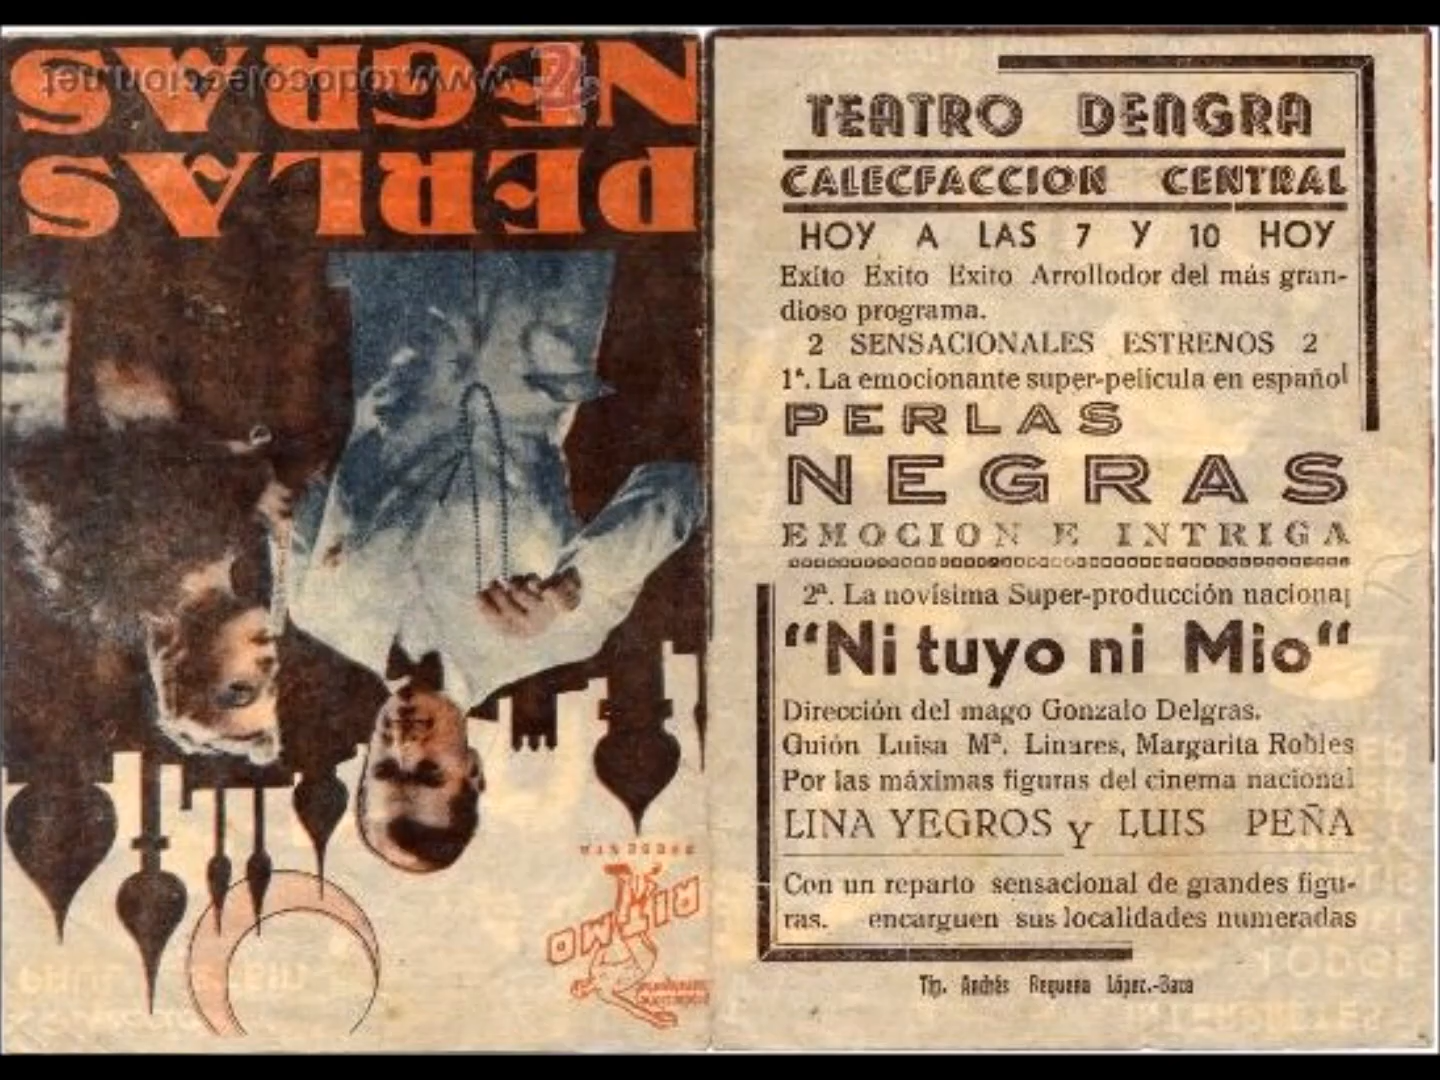 PERLAS
NEGRAS
www.todocoleccion.net
RITMO
PRESENTA
TEATRO DENGRA
CALECFACCION CENTRAL
HOY A LAS 7 Y 10 HOY
Exito Exito Exito Arrollodor del más gran-
dioso programa.
2 SENSACIONALES ESTRENOS 2
1ª. La emocionante super-película en español
PERLAS
NEGRAS
EMOCION E INTRIGA
2ª. La novísima Super-producción nacional
“Ni tuyo ni Mio“
Dirección del mago Gonzalo Delgras.
Guión Luisa Mª. Linares, Margarita Robles
Por las máximas figuras del cinema nacional
LINA YEGROS Y LUIS PEÑA
Con un reparto sensacional de grandes figu-
ras. encarguen sus localidades numeradas
Tip. Andrés Requena López.-Baza